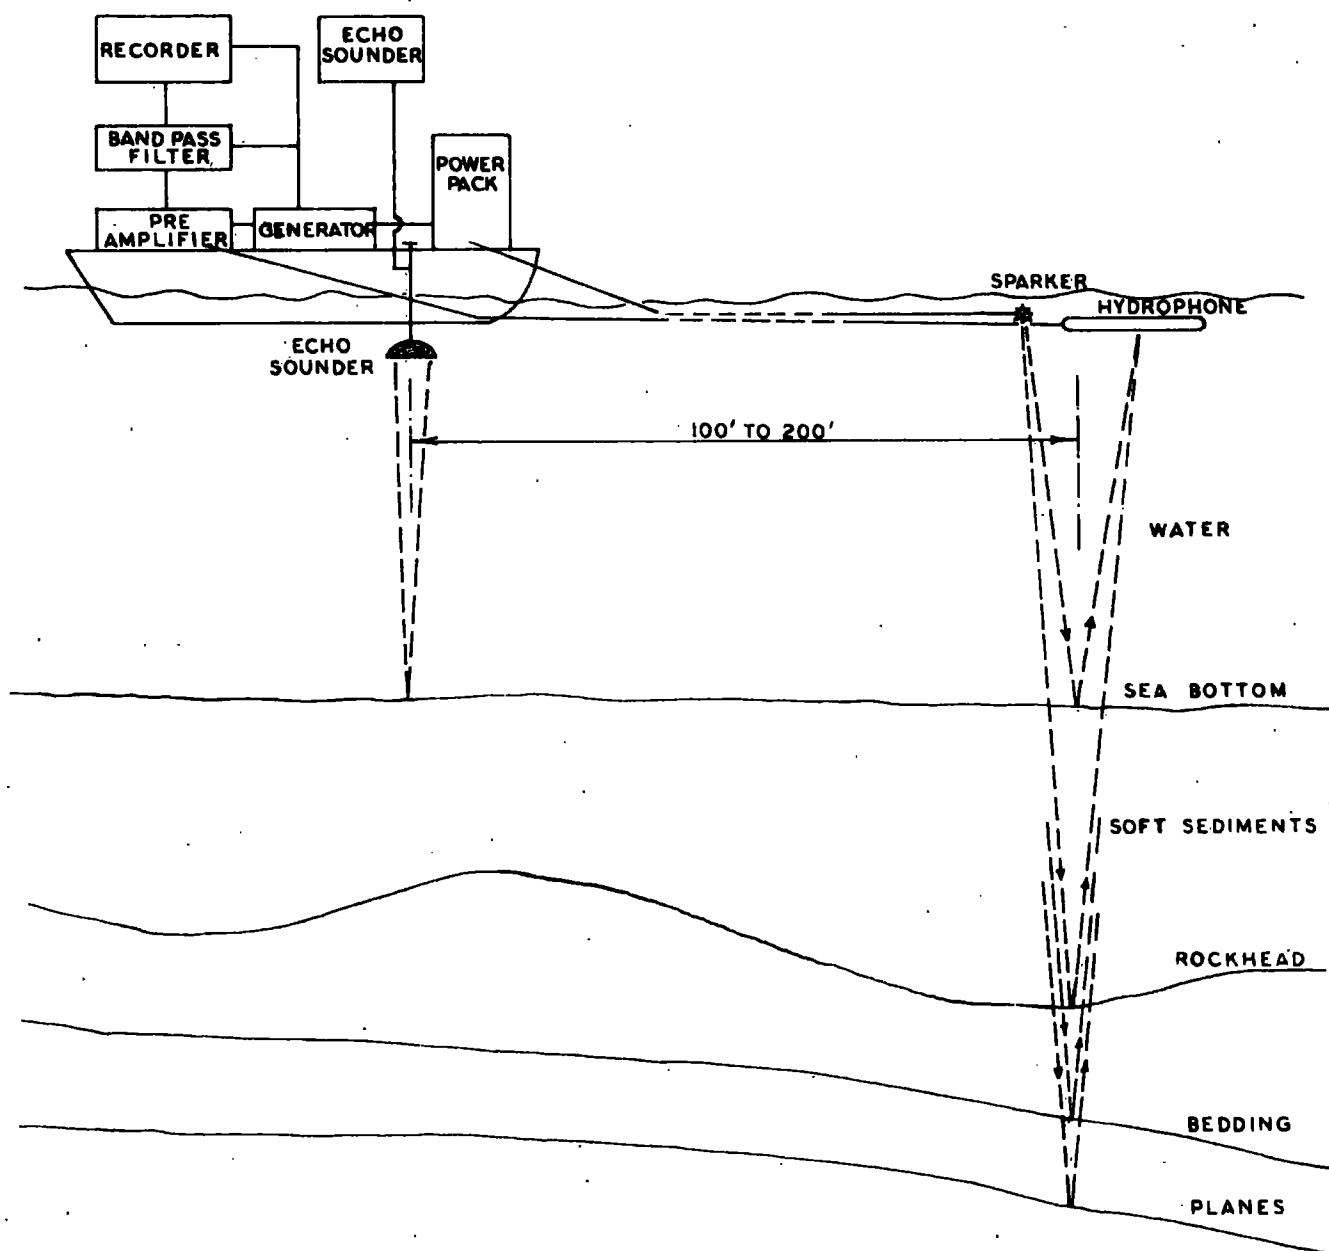 RECORDER
ECHO
SOUNDER
BAND PASS
FILTER
POWER
PACK
PRE
AMPLIFIER
GENERATOR
SPARKER
HYDROPHONE
ECHO
SOUNDER
100' TO 200'
WATER
SEA BOTTOM
SOFT SEDIMENTS
ROCKHEAD
BEDDING
PLANES